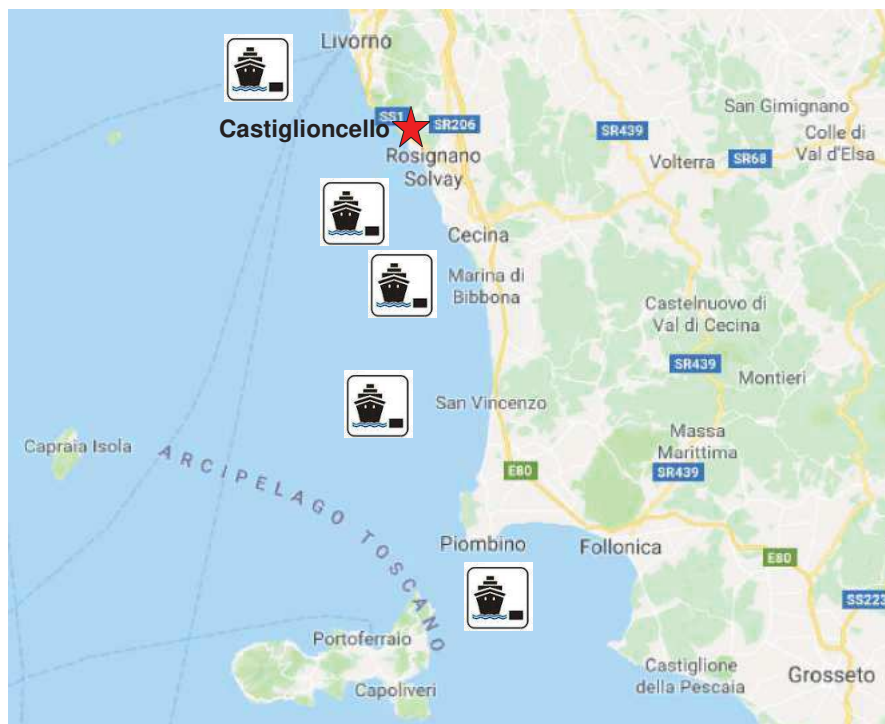 Livorno
SS1
Castiglioncello
SR206
Rosignano
Solvay
San Gimignano
Colle di
Val d'Elsa
SR439
Volterra
SR68
Cecina
Marina di
Bibbona
Castelnuovo di
Val di Cecina
SR439
Montieri
San Vincenzo
Massa
Marittima
Capraia Isola
ARCIPELAGO TOSCANO
E80
SR439
Piombino
Follonica
E80
SS223
Portoferraio
Capoliveri
Castiglione
della Pescaia
Grosseto